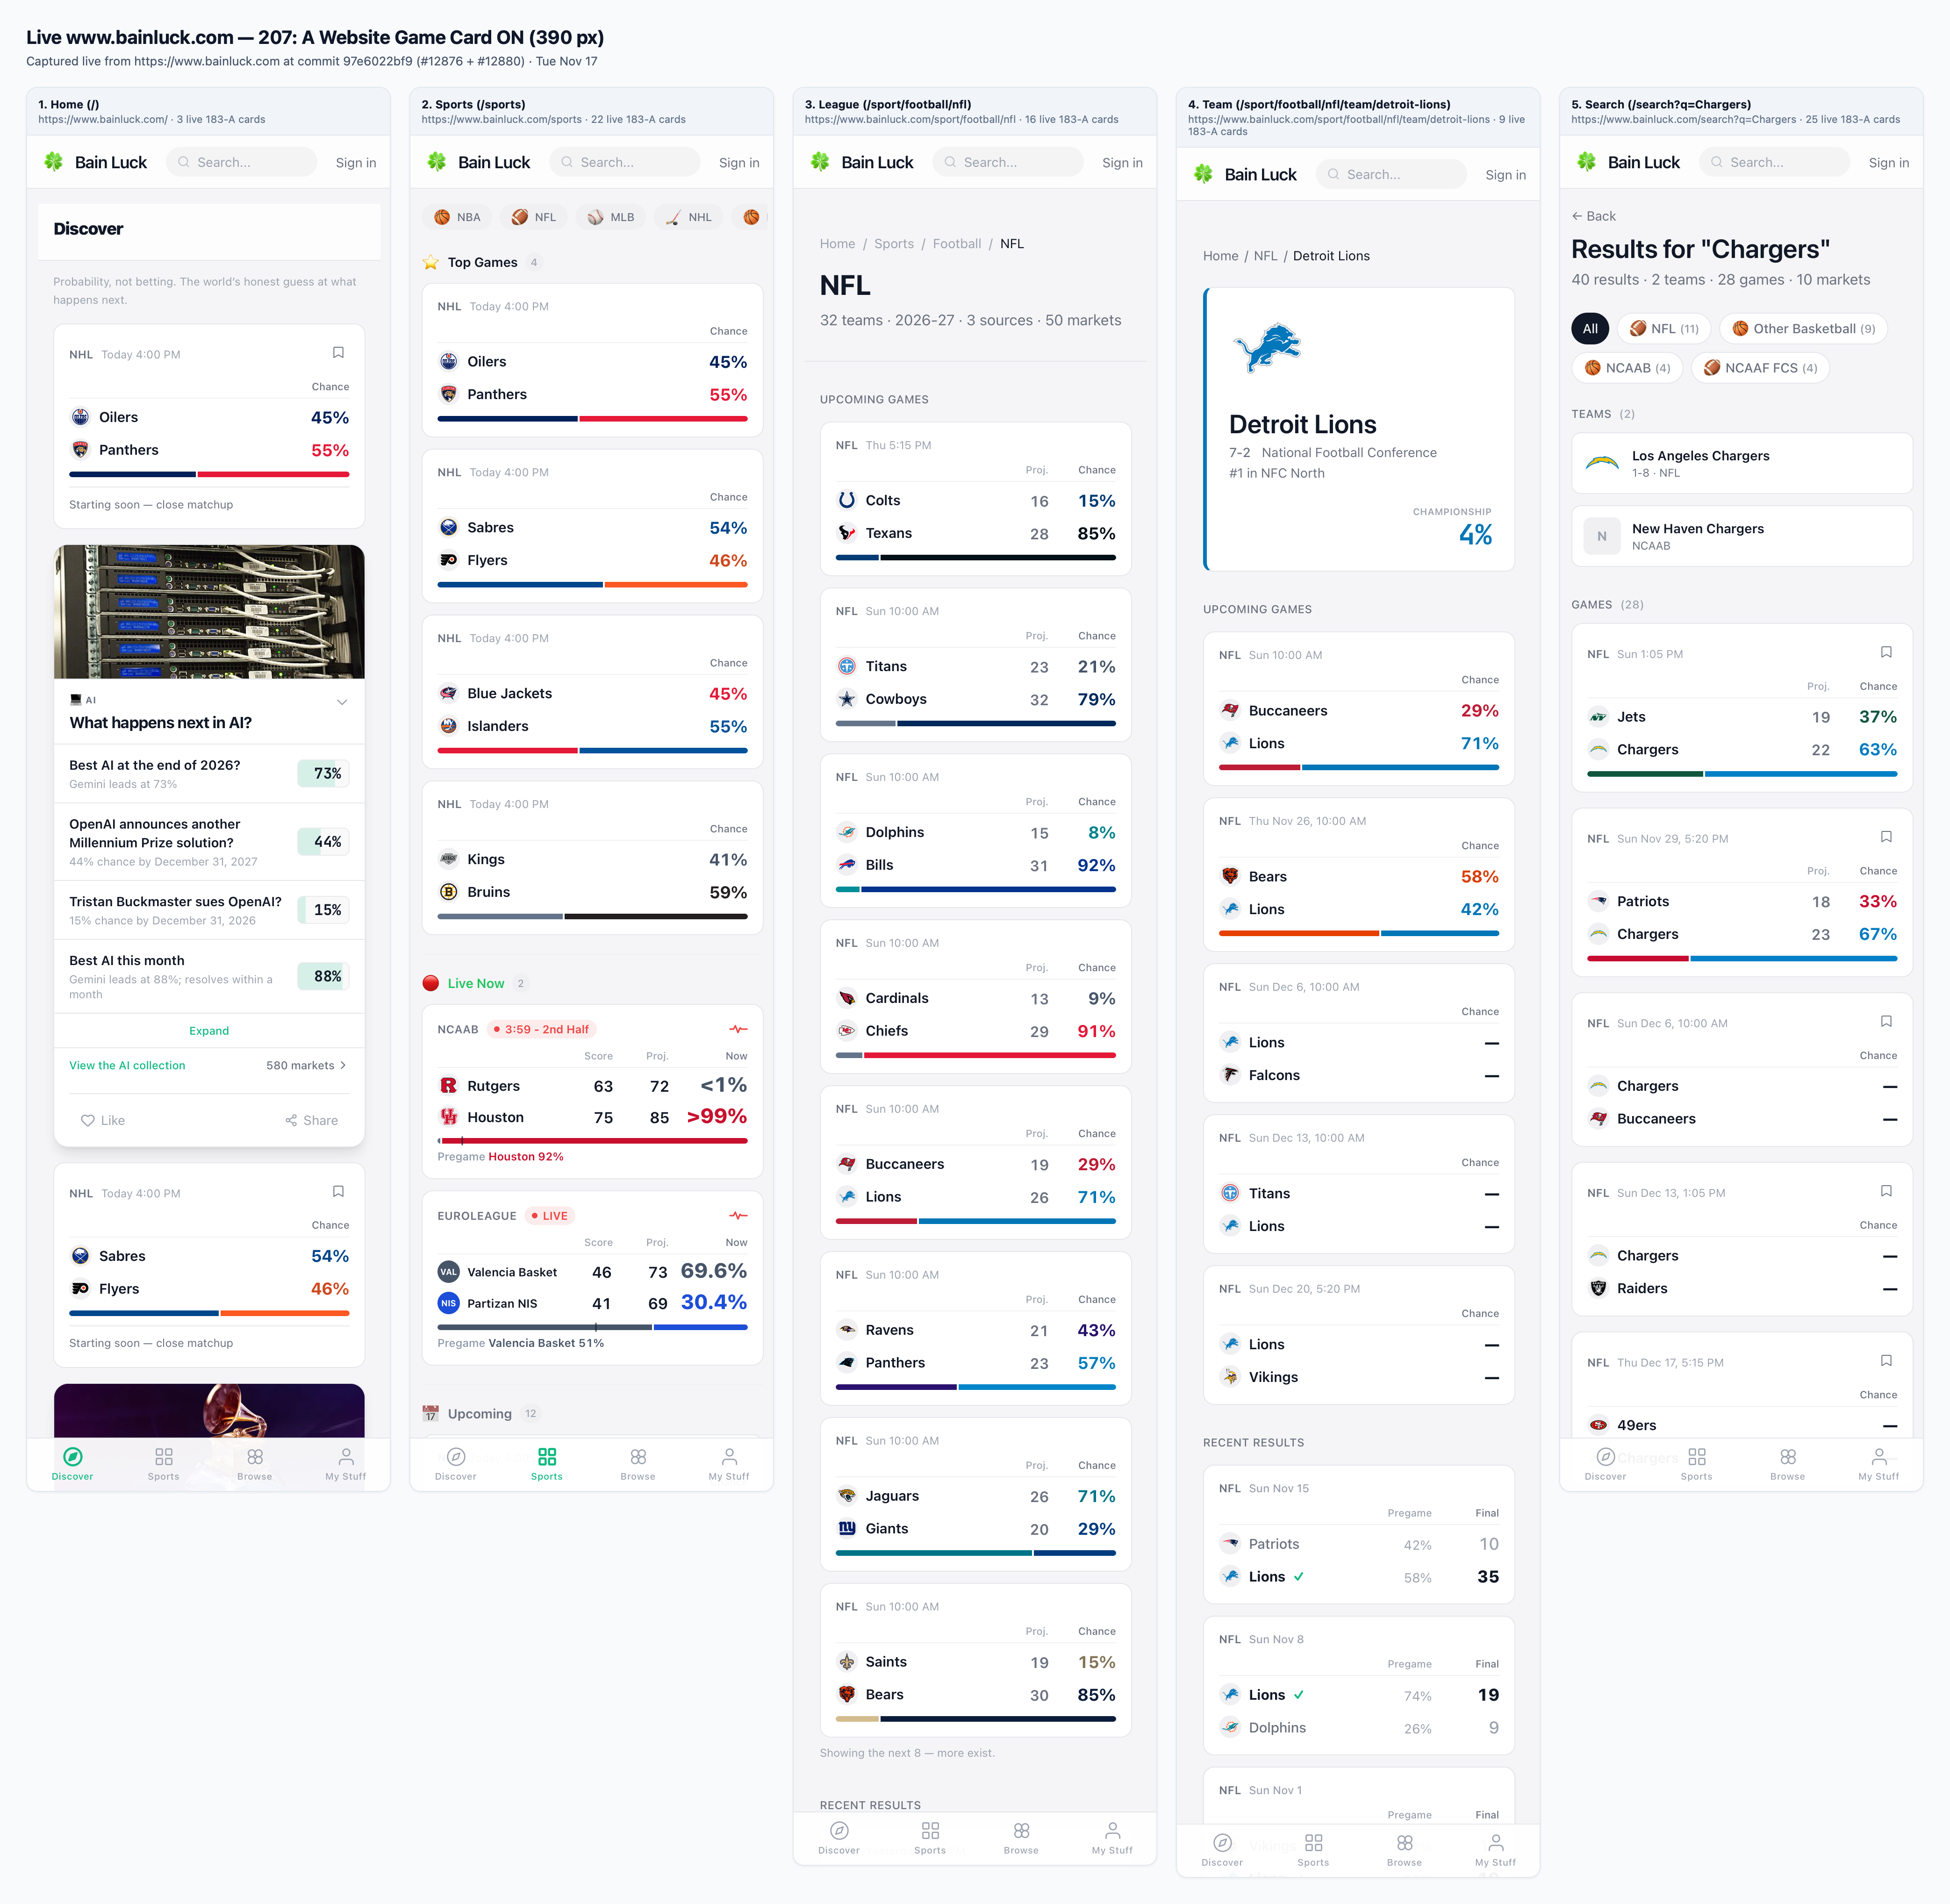 Live www.bainluck.com — 207: A Website Game Card ON (390 px)
Captured live from https://www.bainluck.com at commit 97e6022bf9 (#12876 + #12880) · Tue Nov 17
1. Home (/)
https://www.bainluck.com/ · 3 live 183-A cards
Bain Luck
Search...
Sign in
Discover
Probability, not betting. The world's honest guess at what
happens next.
NHL Today 4:00 PM
Chance
Oilers 45%
Panthers 55%
Starting soon — close matchup
AI
What happens next in AI?
Best AI at the end of 2026?
Gemini leads at 73%
73%
OpenAI announces another
Millennium Prize solution?
44% chance by December 31, 2027
44%
Tristan Buckmaster sues OpenAI?
15% chance by December 31, 2026
15%
Best AI this month
Gemini leads at 88%; resolves within a
month
88%
Expand
View the AI collection 580 markets
Like Share
NHL Today 4:00 PM
Chance
Sabres 54%
Flyers 46%
Starting soon — close matchup
Discover Sports Browse My Stuff
2. Sports (/sports)
https://www.bainluck.com/sports · 22 live 183-A cards
Bain Luck
Search...
Sign in
NBA NFL MLB NHL
Top Games 4
NHL Today 4:00 PM
Chance
Oilers 45%
Panthers 55%
NHL Today 4:00 PM
Chance
Sabres 54%
Flyers 46%
NHL Today 4:00 PM
Chance
Blue Jackets 45%
Islanders 55%
NHL Today 4:00 PM
Chance
Kings 41%
Bruins 59%
Live Now 2
NCAAB 3:59 - 2nd Half
Score Proj. Now
Rutgers 63 72 <1%
Houston 75 85 >99%
Pregame Houston 92%
EUROLEAGUE LIVE
Score Proj. Now
VAL Valencia Basket 46 73 69.6%
NIS Partizan NIS 41 69 30.4%
Pregame Valencia Basket 51%
17 Upcoming 12
Discover Sports Browse My Stuff
3. League (/sport/football/nfl)
https://www.bainluck.com/sport/football/nfl · 16 live 183-A cards
Bain Luck
Search...
Sign in
Home / Sports / Football / NFL
NFL
32 teams · 2026-27 · 3 sources · 50 markets
UPCOMING GAMES
NFL Thu 5:15 PM
Proj. Chance
Colts 16 15%
Texans 28 85%
NFL Sun 10:00 AM
Proj. Chance
Titans 23 21%
Cowboys 32 79%
NFL Sun 10:00 AM
Proj. Chance
Dolphins 15 8%
Bills 31 92%
NFL Sun 10:00 AM
Proj. Chance
Cardinals 13 9%
Chiefs 29 91%
NFL Sun 10:00 AM
Proj. Chance
Buccaneers 19 29%
Lions 26 71%
NFL Sun 10:00 AM
Proj. Chance
Ravens 21 43%
Panthers 23 57%
NFL Sun 10:00 AM
Proj. Chance
Jaguars 26 71%
ny Giants 20 29%
NFL Sun 10:00 AM
Proj. Chance
Saints 19 15%
Bears 30 85%
Showing the next 8 — more exist.
RECENT RESULTS
Discover Sports Browse My Stuff
4. Team (/sport/football/nfl/team/detroit-lions)
https://www.bainluck.com/sport/football/nfl/team/detroit-lions · 9 live
183-A cards
Bain Luck
Search...
Sign in
Home / NFL / Detroit Lions
Detroit Lions
7-2 National Football Conference
#1 in NFC North
CHAMPIONSHIP
4%
UPCOMING GAMES
NFL Sun 10:00 AM
Chance
Buccaneers 29%
Lions 71%
NFL Thu Nov 26, 10:00 AM
Chance
Bears 58%
Lions 42%
NFL Sun Dec 6, 10:00 AM
Chance
Lions —
Falcons —
NFL Sun Dec 13, 10:00 AM
Chance
Titans —
Lions —
NFL Sun Dec 20, 5:20 PM
Chance
Lions —
Vikings —
RECENT RESULTS
NFL Sun Nov 15
Pregame Final
Patriots 42% 10
Lions ✓ 58% 35
NFL Sun Nov 8
Pregame Final
Lions ✓ 74% 19
Dolphins 26% 9
NFL Sun Nov 1
Pregame Final
Vikings
Discover Sports Browse My Stuff
5. Search (/search?q=Chargers)
https://www.bainluck.com/search?q=Chargers · 25 live 183-A cards
Bain Luck
Search...
Sign in
← Back
Results for "Chargers"
40 results · 2 teams · 28 games · 10 markets
All NFL (11) Other Basketball (9)
NCAAB (4) NCAAF FCS (4)
TEAMS (2)
Los Angeles Chargers
1-8 · NFL
N New Haven Chargers
NCAAB
GAMES (28)
NFL Sun 1:05 PM
Proj. Chance
Jets 19 37%
Chargers 22 63%
NFL Sun Nov 29, 5:20 PM
Proj. Chance
Patriots 18 33%
Chargers 23 67%
NFL Sun Dec 6, 10:00 AM
Chance
Chargers —
Buccaneers —
NFL Sun Dec 13, 1:05 PM
Chance
Chargers —
Raiders —
NFL Thu Dec 17, 5:15 PM
Chance
49ers —
Chargers —
Discover Sports Browse My Stuff